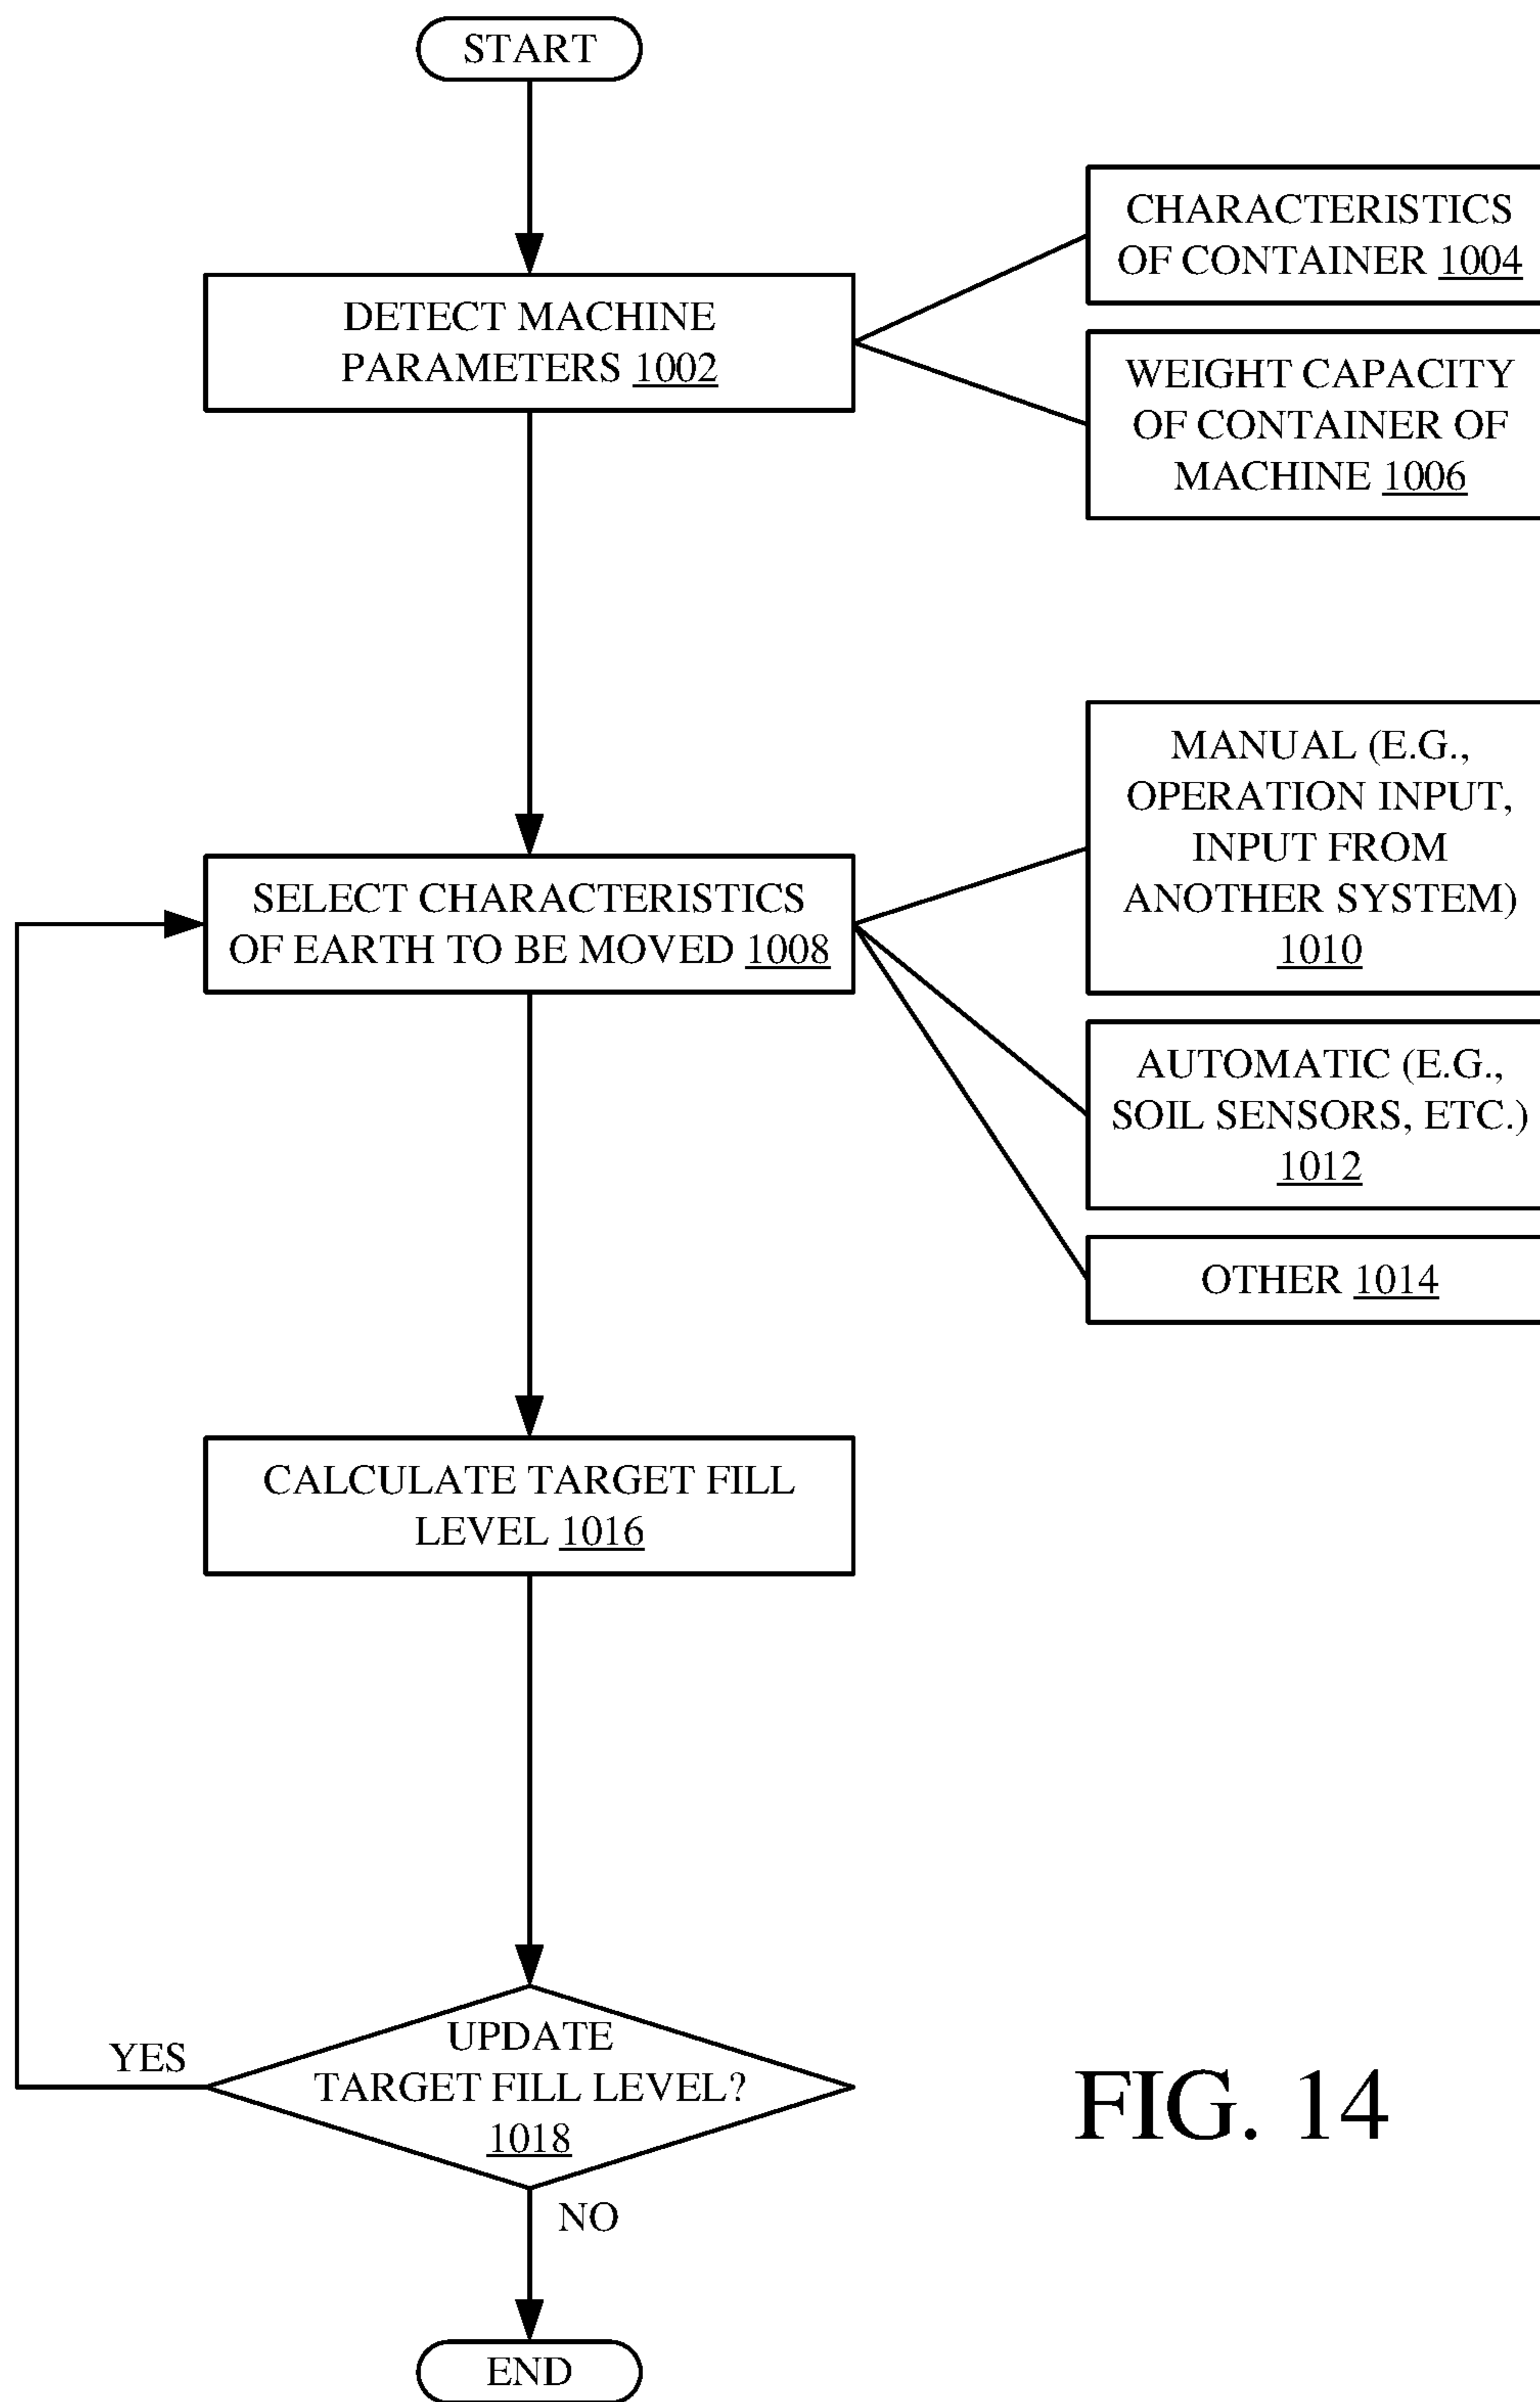 START
DETECT MACHINE
PARAMETERS 1002
CHARACTERISTICS
OF CONTAINER 1004
WEIGHT CAPACITY
OF CONTAINER OF
MACHINE 1006
SELECT CHARACTERISTICS
OF EARTH TO BE MOVED 1008
MANUAL (E.G.,
OPERATION INPUT,
INPUT FROM
ANOTHER SYSTEM)
1010
AUTOMATIC (E.G.,
SOIL SENSORS, ETC.)
1012
OTHER 1014
CALCULATE TARGET FILL
LEVEL 1016
UPDATE
TARGET FILL LEVEL?
1018
YES
NO
END
FIG. 14